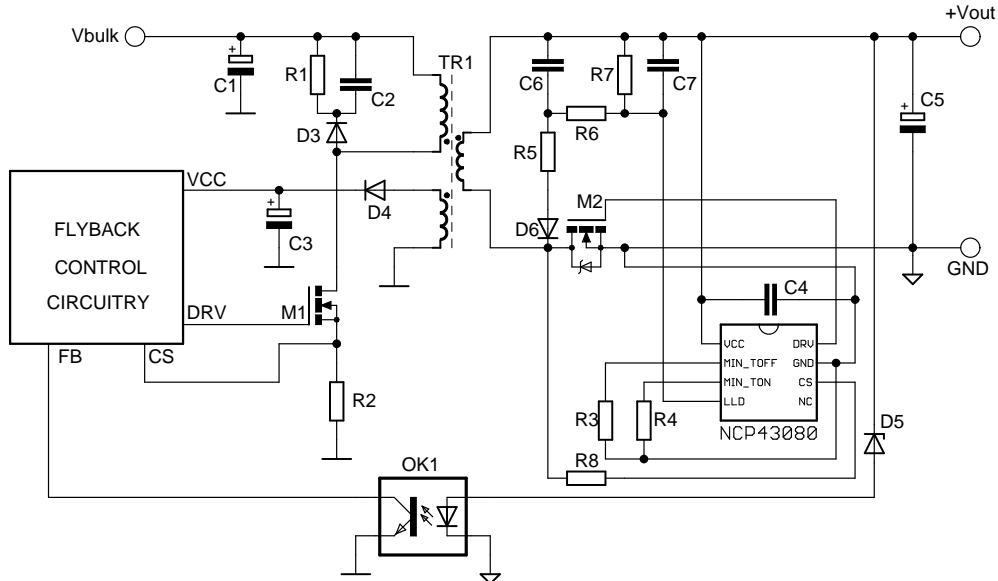 +Vout
Vbulk
+
C1
R1
C2
TR1
C6
R7
C7
+
C5
D3
R6
R5
VCC
D4
M2
FLYBACK
CONTROL
CIRCUITRY
+
C3
D6
GND
C4
M1
DRV
VCC
DRV
FB
CS
MIN_TOFF
GND
MIN_TON
CS
LLD
NC
R2
R3
R4
NCP43080
D5
R8
OK1